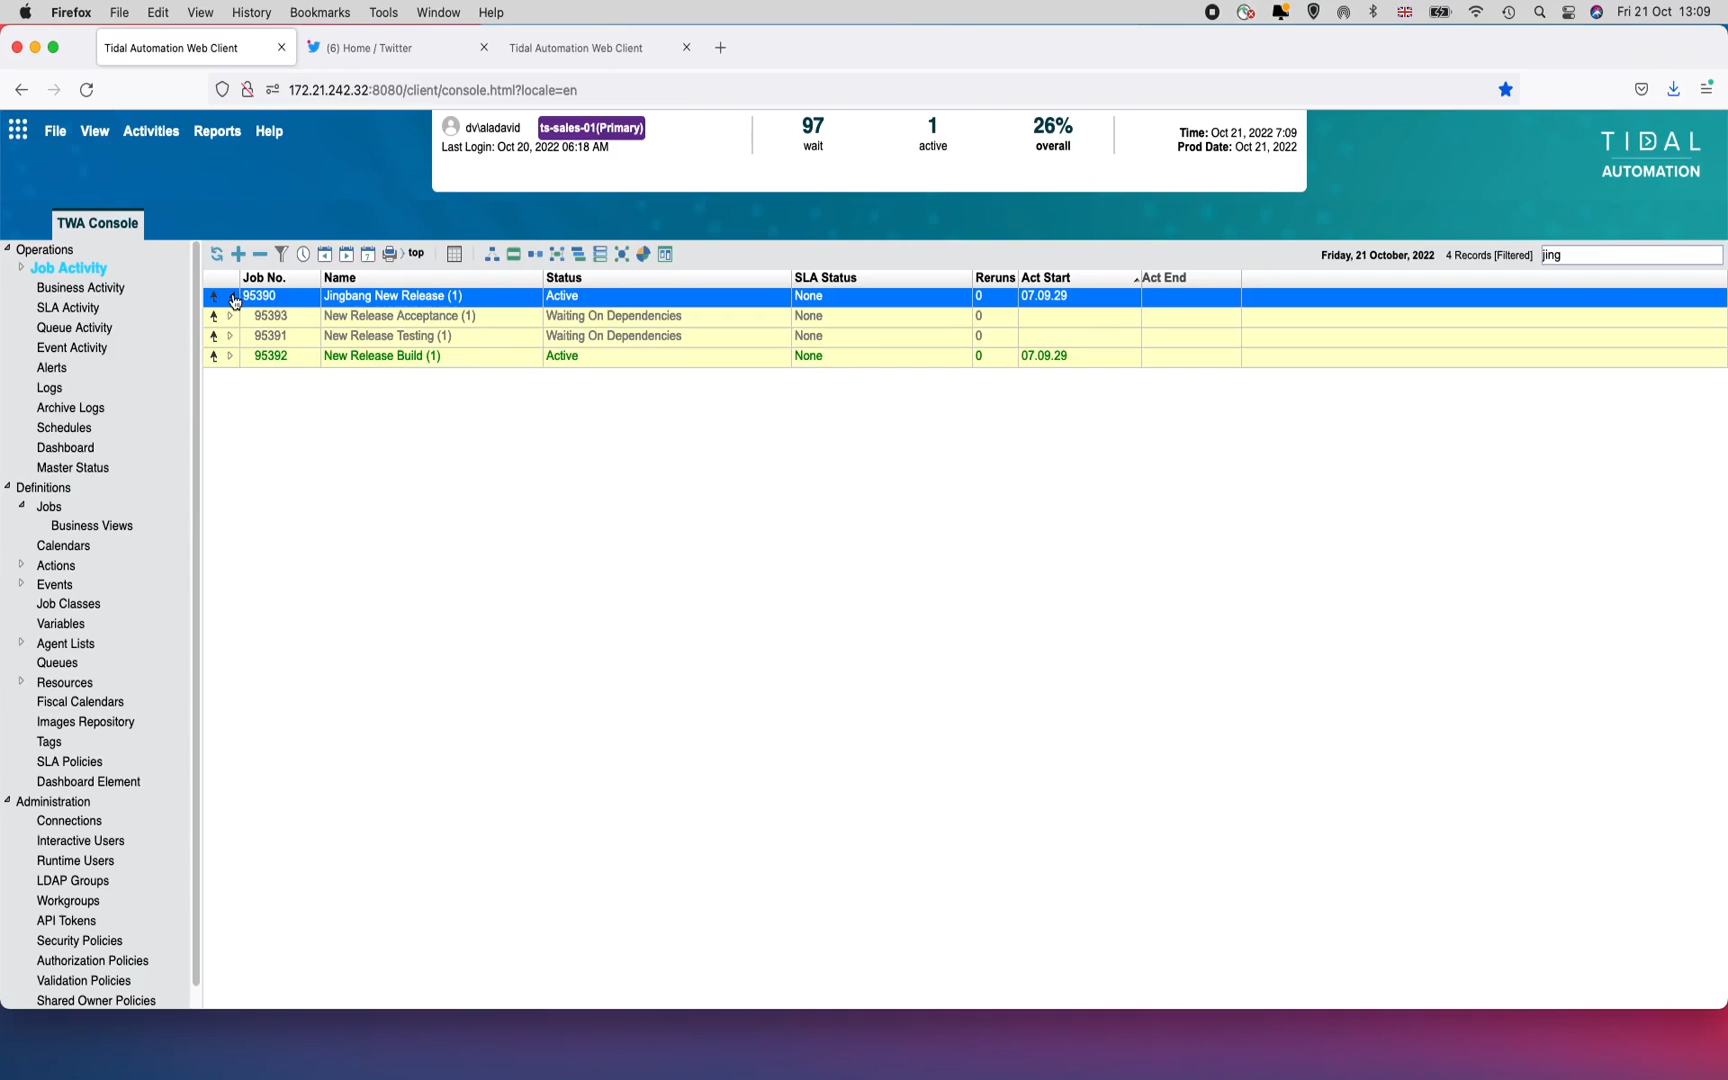 Firefox File Edit View History Bookmarks Tools Window Help Fri 21 Oct 13:09
Tidal Automation Web Client (6) Home / Twitter Tidal Automation Web Client
172.21.242.32:8080/client/console.html?locale=en
File View Activities Reports Help
dv\aladavid ts-sales-01(Primary)
Last Login: Oct 20, 2022 06:18 AM
97 wait
1 active
26% overall
Time: Oct 21, 2022 7:09
Prod Date: Oct 21, 2022
TIDAL
AUTOMATION
TWA Console
Operations
Job Activity
Business Activity
SLA Activity
Queue Activity
Event Activity
Alerts
Logs
Archive Logs
Schedules
Dashboard
Master Status
Definitions
Jobs
Business Views
Calendars
Actions
Events
Job Classes
Variables
Agent Lists
Queues
Resources
Fiscal Calendars
Images Repository
Tags
SLA Policies
Dashboard Element
Administration
Connections
Interactive Users
Runtime Users
LDAP Groups
Workgroups
API Tokens
Security Policies
Authorization Policies
Validation Policies
Shared Owner Policies
top Friday, 21 October, 2022 4 Records [Filtered] jing
Job No. Name Status SLA Status Reruns Act Start Act End
95390 Jingbang New Release (1) Active None 0 07.09.29
95393 New Release Acceptance (1) Waiting On Dependencies None 0
95391 New Release Testing (1) Waiting On Dependencies None 0
95392 New Release Build (1) Active None 0 07.09.29